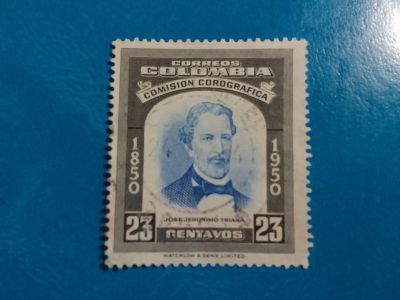 CORREOS
COLOMBIA
COMISION COROGRAFICA
1850 1950
JOSE JERONIMO TRIANA
23 CENTAVOS 23
WATERLOW & SONS LIMITED